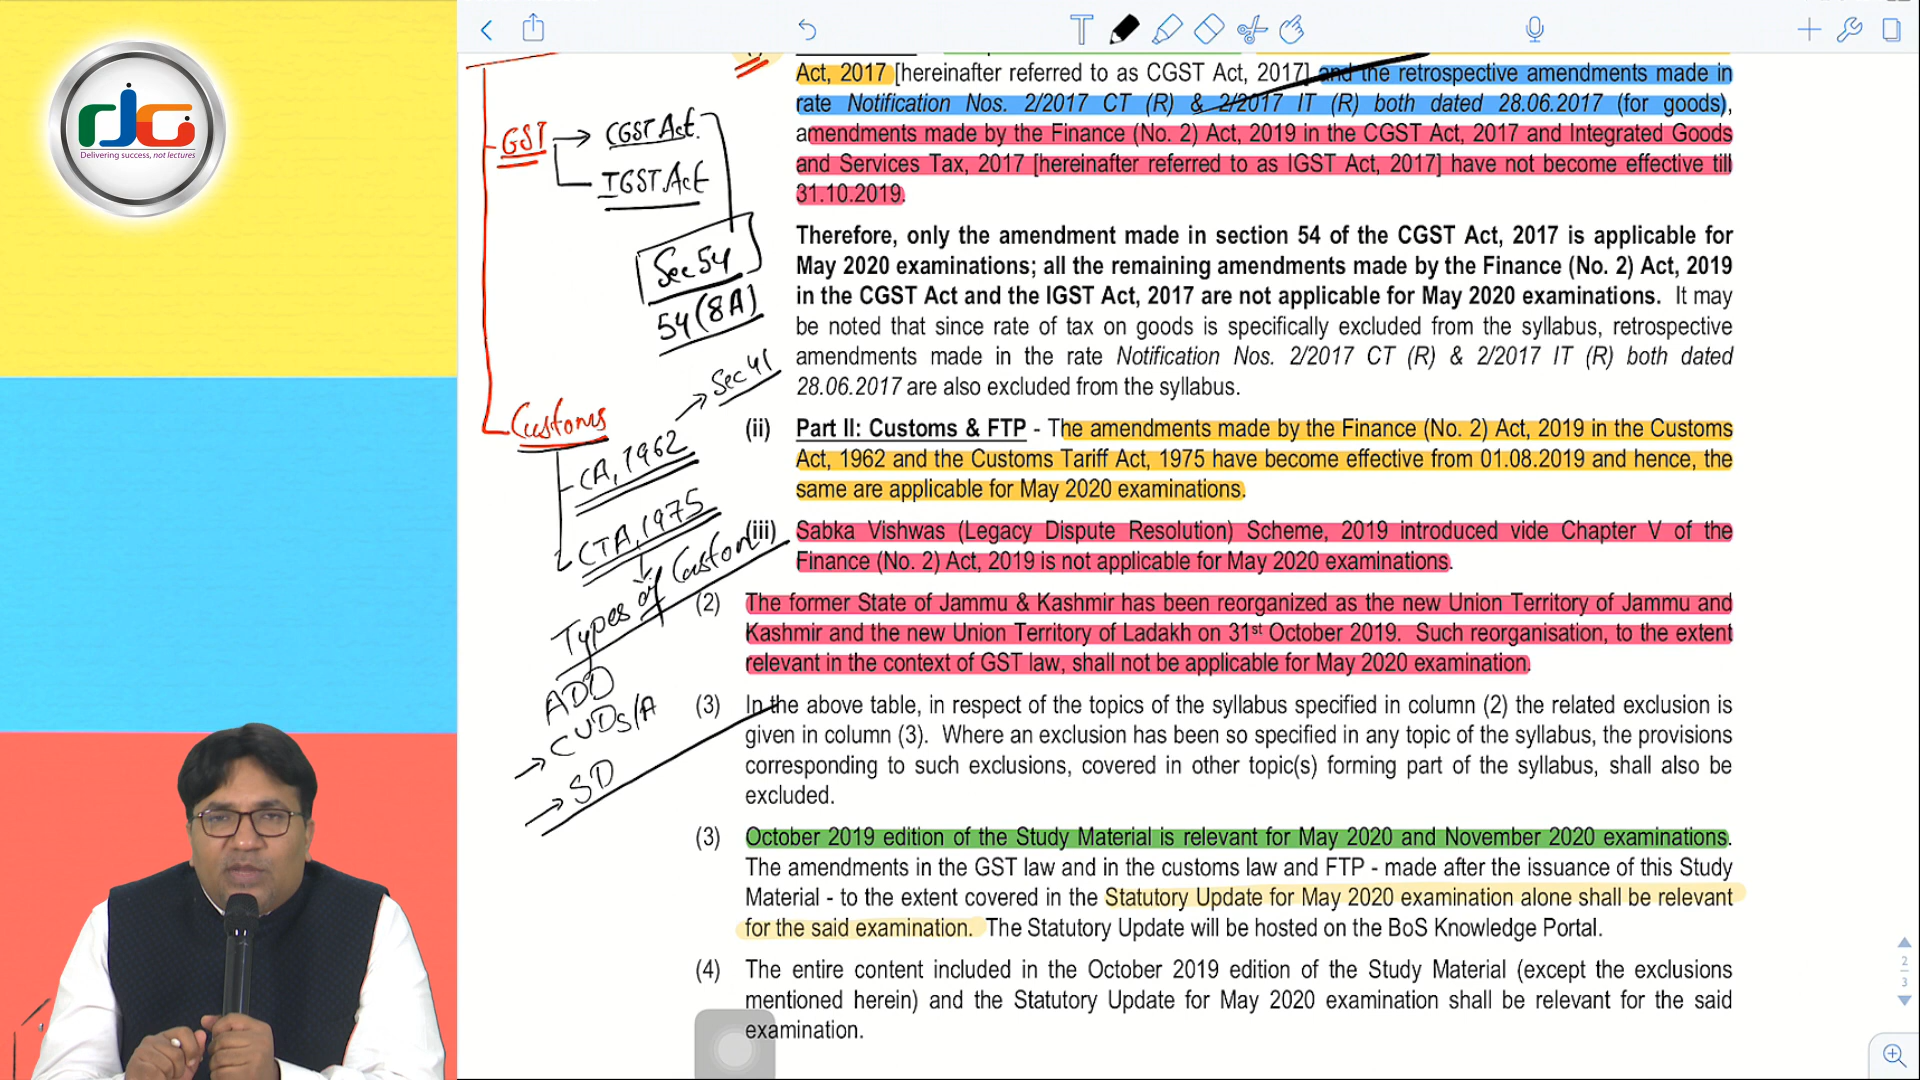 rjg
Delivering success, not lectures
GST
CGST Act.
IGST Act
Sec 54
54(8A)
Sec 41
Customs
CA, 1962
CTA, 1975
Types of Custom
ADD
CVDs/A
SD
Act, 2017 [hereinafter referred to as CGST Act, 2017] and the retrospective amendments made in
rate Notification Nos. 2/2017 CT (R) & 2/2017 IT (R) both dated 28.06.2017 (for goods),
amendments made by the Finance (No. 2) Act, 2019 in the CGST Act, 2017 and Integrated Goods
and Services Tax, 2017 [hereinafter referred to as IGST Act, 2017] have not become effective till
31.10.2019.
Therefore, only the amendment made in section 54 of the CGST Act, 2017 is applicable for
May 2020 examinations; all the remaining amendments made by the Finance (No. 2) Act, 2019
in the CGST Act and the IGST Act, 2017 are not applicable for May 2020 examinations. It may
be noted that since rate of tax on goods is specifically excluded from the syllabus, retrospective
amendments made in the rate Notification Nos. 2/2017 CT (R) & 2/2017 IT (R) both dated
28.06.2017 are also excluded from the syllabus.
(ii) Part II: Customs & FTP - The amendments made by the Finance (No. 2) Act, 2019 in the Customs
Act, 1962 and the Customs Tariff Act, 1975 have become effective from 01.08.2019 and hence, the
same are applicable for May 2020 examinations.
(iii) Sabka Vishwas (Legacy Dispute Resolution) Scheme, 2019 introduced vide Chapter V of the
Finance (No. 2) Act, 2019 is not applicable for May 2020 examinations.
(2) The former State of Jammu & Kashmir has been reorganized as the new Union Territory of Jammu and
Kashmir and the new Union Territory of Ladakh on 31st October 2019. Such reorganisation, to the extent
relevant in the context of GST law, shall not be applicable for May 2020 examination.
(3) In the above table, in respect of the topics of the syllabus specified in column (2) the related exclusion is
given in column (3). Where an exclusion has been so specified in any topic of the syllabus, the provisions
corresponding to such exclusions, covered in other topic(s) forming part of the syllabus, shall also be
excluded.
(3) October 2019 edition of the Study Material is relevant for May 2020 and November 2020 examinations.
The amendments in the GST law and in the customs law and FTP - made after the issuance of this Study
Material - to the extent covered in the Statutory Update for May 2020 examination alone shall be relevant
for the said examination. The Statutory Update will be hosted on the BoS Knowledge Portal.
(4) The entire content included in the October 2019 edition of the Study Material (except the exclusions
mentioned herein) and the Statutory Update for May 2020 examination shall be relevant for the said
examination.
2
3